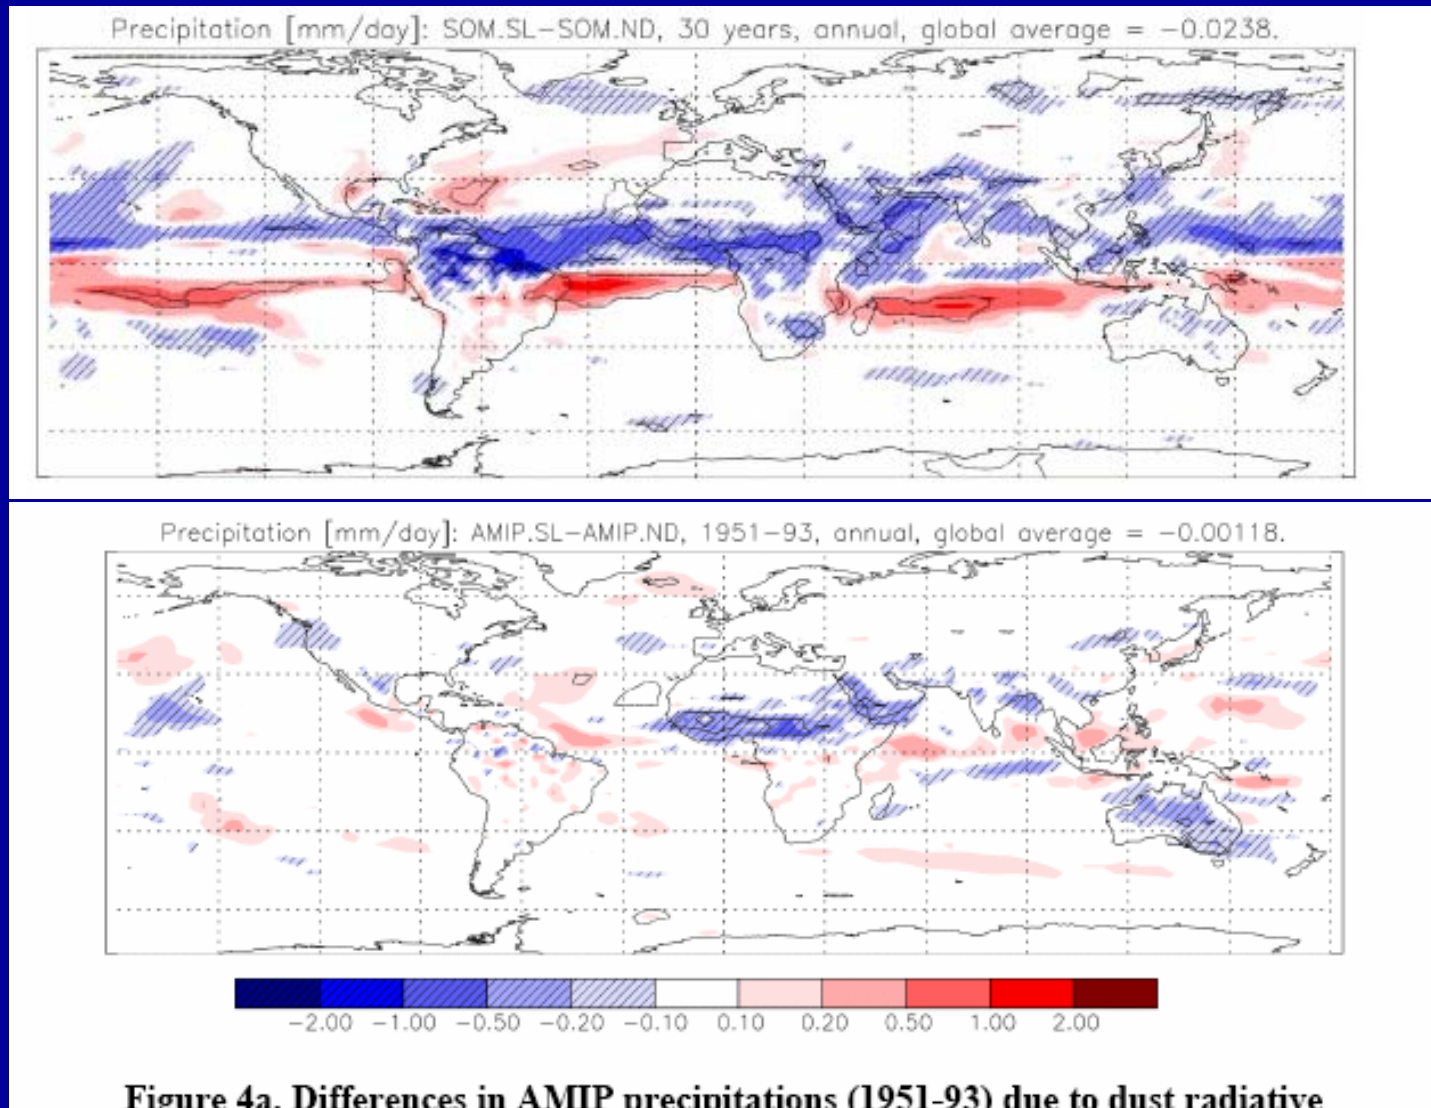 Precipitation [mm/day]: SOM.SL−SOM.ND, 30 years, annual, global average = −0.0238.
Precipitation [mm/day]: AMIP.SL−AMIP.ND, 1951−93, annual, global average = −0.00118.
−2.00 −1.00 −0.50 −0.20 −0.10 0.10 0.20 0.50 1.00 2.00
Figure 4a. Differences in AMIP precipitations (1951-93) due to dust radiative